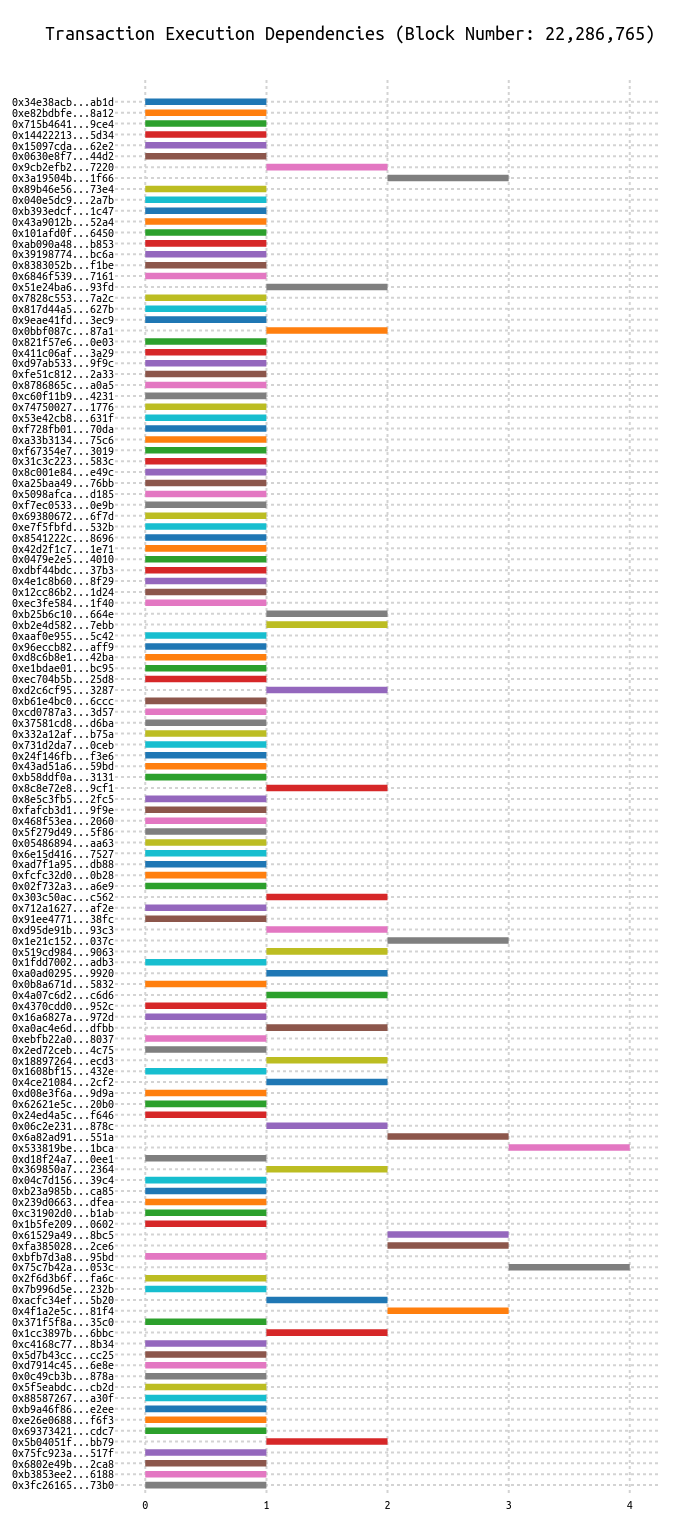 Transaction Execution Dependencies (Block Number: 22,286,765)
0x34e38acb...ab1d
0xe82bdbfe...8a12
0x715b4641...9ce4
0x14422213...5d34
0x15097cda...62e2
0x0630e8f7...44d2
0x9cb2efb2...7220
0x3a19504b...1f66
0x89b46e56...73e4
0x040e5dc9...2a7b
0xb393edcf...1c47
0x43a9012b...52a4
0x101afd0f...6450
0xab090a48...b853
0x39198774...bc6a
0x8383052b...f1be
0x6846f539...7161
0x51e24ba6...93fd
0x7828c553...7a2c
0x817d44a5...627b
0x9eae41fd...3ec9
0x0bbf087c...87a1
0x821f57e6...0e03
0x411c06af...3a29
0xd97ab533...9f9c
0xfe51c812...2a33
0x8786865c...a0a5
0xc60f11b9...4231
0x74750027...1776
0x53e42cb8...631f
0xf728fb01...70da
0xa33b3134...75c6
0xf67354e7...3019
0x31c3c223...583c
0x8c001e84...e49c
0xa25baa49...76bb
0x5098afca...d185
0xf7ec0533...0e9b
0x69380672...6f7d
0xe7f5fbfd...532b
0x8541222c...8696
0x42d2f1c7...1e71
0x0479e2e5...4010
0xdbf44bdc...37b3
0x4e1c8b60...8f29
0x12cc86b2...1d24
0xec3fe584...1f40
0xb25b6c10...664e
0xb2e4d582...7ebb
0xaaf0e955...5c42
0x96eccb82...aff9
0xd8c6b8e1...42ba
0xe1bdae01...bc95
0xec704b5b...25d8
0xd2c6cf95...3287
0xb61e4bc0...6ccc
0xcd0787a3...3d57
0x37581cd8...d6ba
0x332a12af...b75a
0x731d2da7...0ceb
0x24f146fb...f3e6
0x43ad51a6...59bd
0xb58ddf0a...3131
0x8c8e72e8...9cf1
0x8e5c3fb5...2fc5
0xfafcb3d1...9f9e
0x468f53ea...2060
0x5f279d49...5f86
0x05486894...aa63
0x6e15d416...7527
0xad7f1a95...db88
0xfcfc32d0...0b28
0x02f732a3...a6e9
0x303c50ac...c562
0x712a1627...af2e
0x91ee4771...38fc
0xd95de91b...93c3
0x1e21c152...037c
0x519cd984...9063
0x1fdd7002...adb3
0xa0ad0295...9920
0x0b8a671d...5832
0x4a07c6d2...c6d6
0x4370cdd0...952c
0x16a6827a...972d
0xa0ac4e6d...dfbb
0xebfb22a0...8037
0x2ed72ceb...4c75
0x18897264...ecd3
0x1608bf15...432e
0x4ce21084...2cf2
0xd08e3f6a...9d9a
0x62621e5c...20b0
0x24ed4a5c...f646
0x06c2e231...878c
0x6a82ad91...551a
0x533819be...1bca
0xd18f24a7...0ee1
0x369850a7...2364
0x04c7d156...39c4
0xb23a985b...ca85
0x239d0663...dfea
0xc31902d0...b1ab
0x1b5fe209...0602
0x61529a49...8bc5
0xfa385028...2ce6
0xbfb7d3a8...95bd
0x75c7b42a...053c
0x2f6d3b6f...fa6c
0x7b996d5e...232b
0xacfc34ef...5b20
0x4f1a2e5c...81f4
0x371f5f8a...35c0
0x1cc3897b...6bbc
0xc4168c77...8b34
0x5d7b43cc...cc25
0xd7914c45...6e8e
0x0c49cb3b...878a
0x5f5eabdc...cb2d
0x88587267...a30f
0xb9a46f86...e2ee
0xe26e0688...f6f3
0x69373421...cdc7
0x5b04051f...bb79
0x75fc923a...517f
0x6802e49b...2ca8
0xb3853ee2...6188
0x3fc26165...73b0
0 1 2 3 4